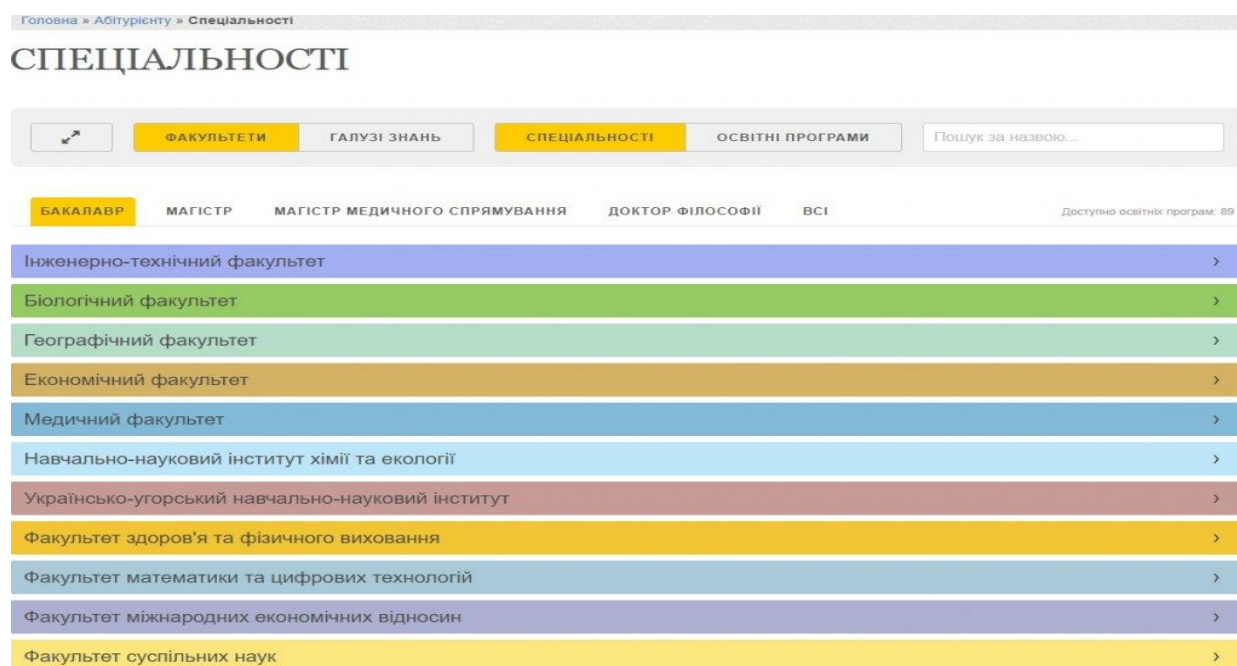 Головна » Абітурієнту » Спеціальності
СПЕЦІАЛЬНОСТІ
ФАКУЛЬТЕТИ ГАЛУЗІ ЗНАНЬ СПЕЦІАЛЬНОСТІ ОСВІТНІ ПРОГРАМИ Пошук за назвою...
БАКАЛАВР МАГІСТР МАГІСТР МЕДИЧНОГО СПРЯМУВАННЯ ДОКТОР ФІЛОСОФІЇ ВСІ Доступно освітніх програм: 89
Інженерно-технічний факультет
Біологічний факультет
Географічний факультет
Економічний факультет
Медичний факультет
Навчально-науковий інститут хімії та екології
Українсько-угорський навчально-науковий інститут
Факультет здоров'я та фізичного виховання
Факультет математики та цифрових технологій
Факультет міжнародних економічних відносин
Факультет суспільних наук